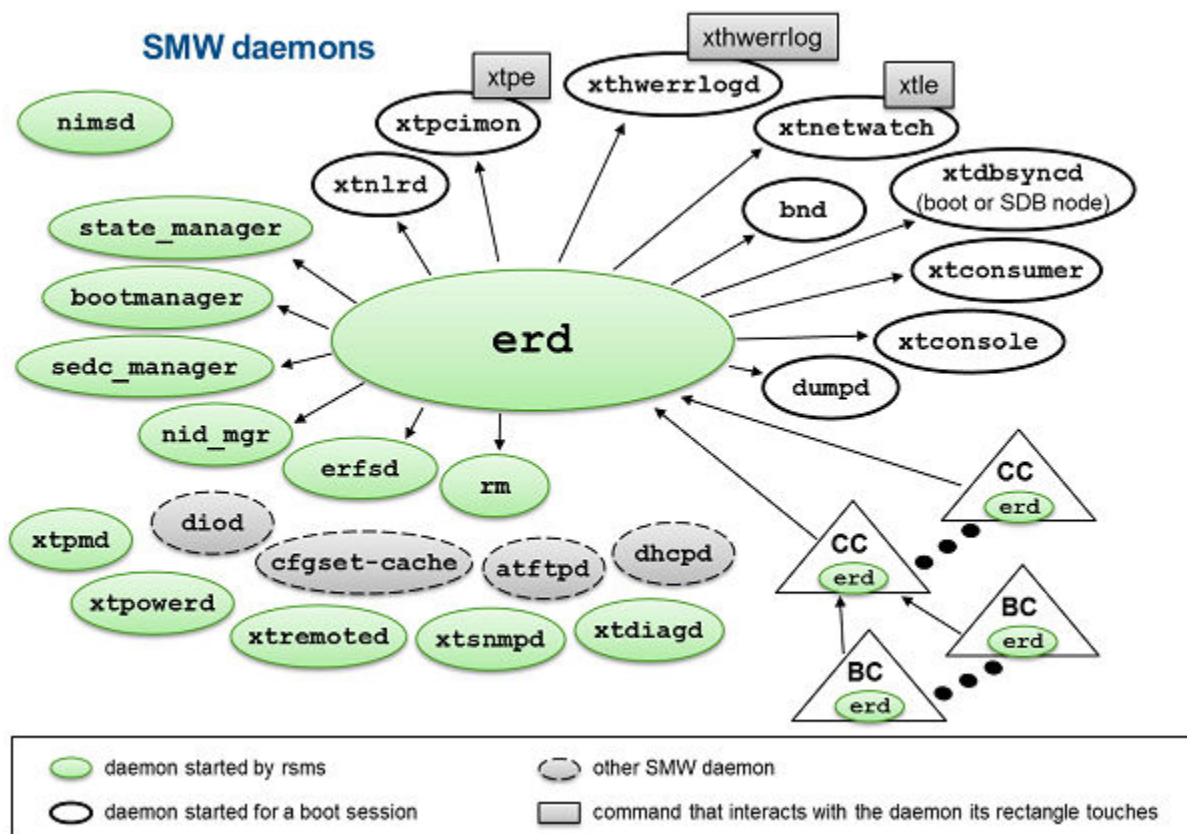 SMW daemons
xthwerrlog
xtpe
xthwerrlogd
xtle
nimsd
xtpcimon
xtnetwatch
xtnlrd
xtdbsyncd
(boot or SDB node)
bnd
state_manager
xtconsumer
bootmanager
erd
xtconsole
sedc_manager
dumpd
nid_mgr
erfsd
rm
CC
erd
diod
xtpmd
cfgset-cache
atftpd
dhcpd
CC
erd
xtpowerd
BC
erd
xtremoted
xtsnmpd
xtdiagd
BC
erd
daemon started by rsms
other SMW daemon
daemon started for a boot session
command that interacts with the daemon its rectangle touches